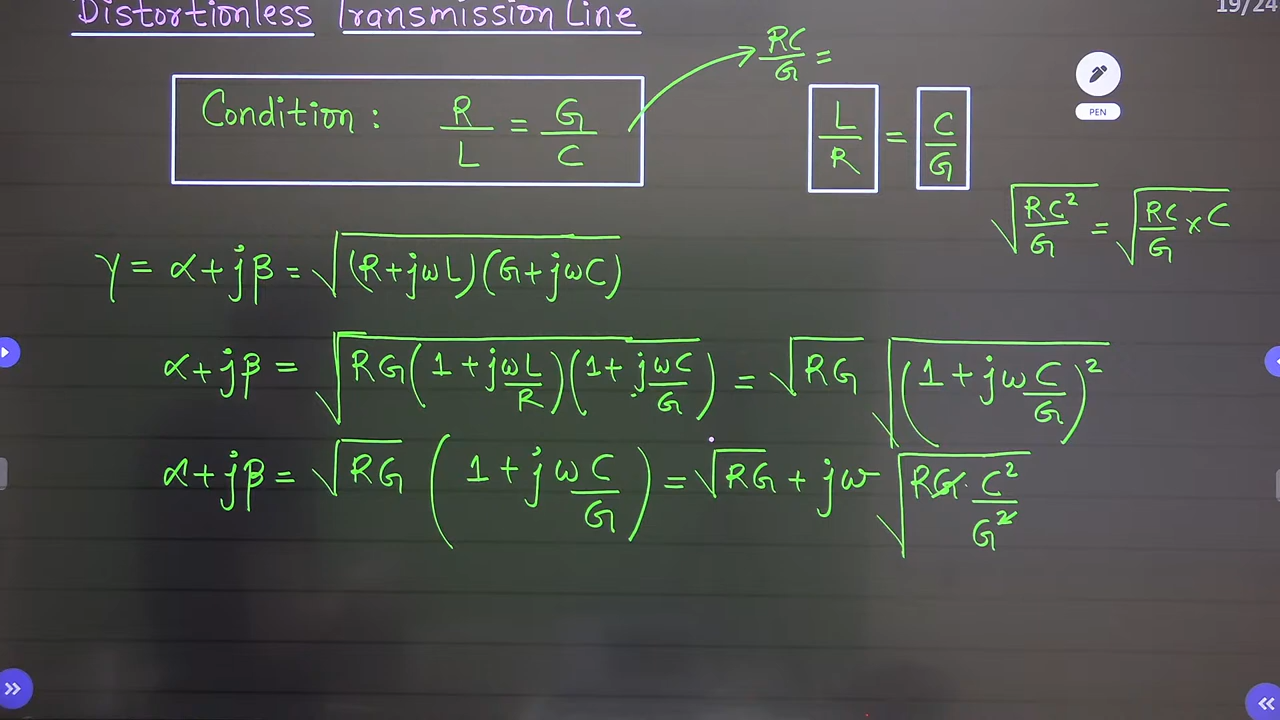 19/24
Distortionless Transmission Line
RC/G =
Condition : R/L = G/C
L/R = C/G
PEN
√(RC²/G) = √(RC/G × C)
γ = α + jβ = √((R+jωL)(G+jωC))
α + jβ = √(RG(1 + jωL/R)(1 + jωC/G)) = √RG √((1 + jωC/G)²)
α + jβ = √RG (1 + jωC/G) = √RG + jω √(RG · C²/G²)